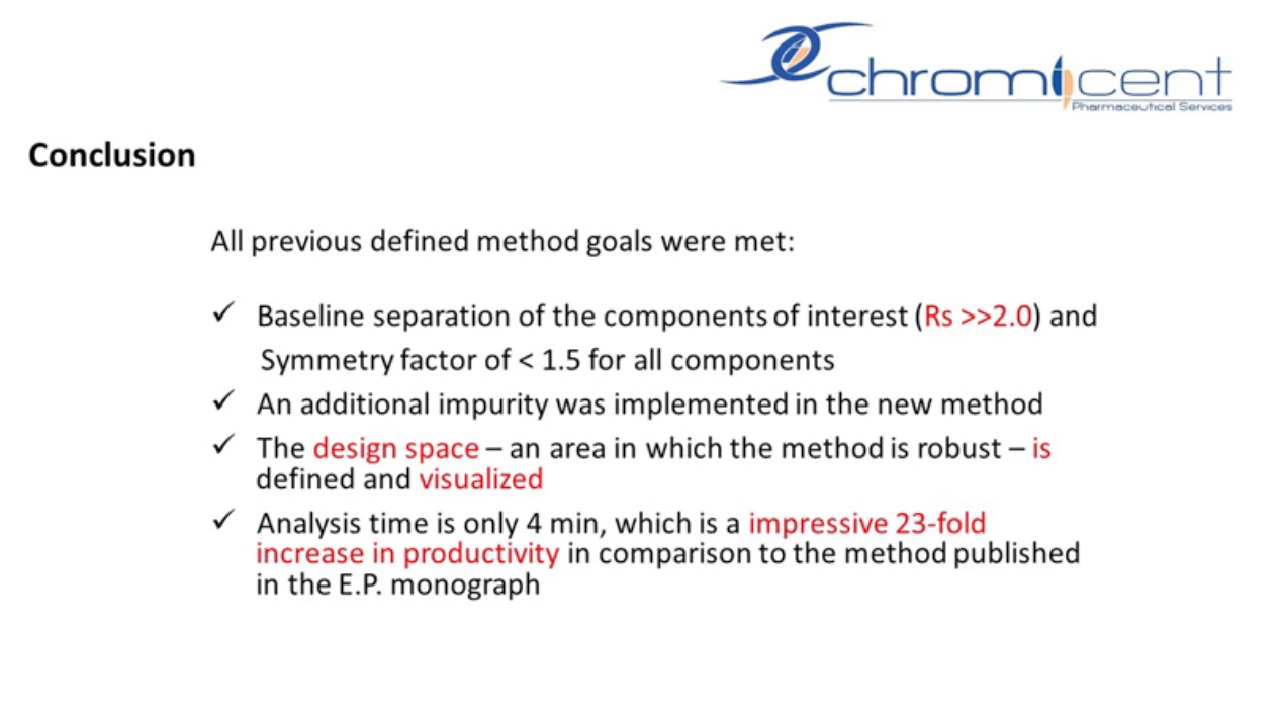 chromicent
Pharmaceutical Services
Conclusion
All previous defined method goals were met:
✓ Baseline separation of the components of interest (Rs >>2.0) and
Symmetry factor of < 1.5 for all components
✓ An additional impurity was implemented in the new method
✓ The design space – an area in which the method is robust – is
defined and visualized
✓ Analysis time is only 4 min, which is a impressive 23-fold
increase in productivity in comparison to the method published
in the E.P. monograph